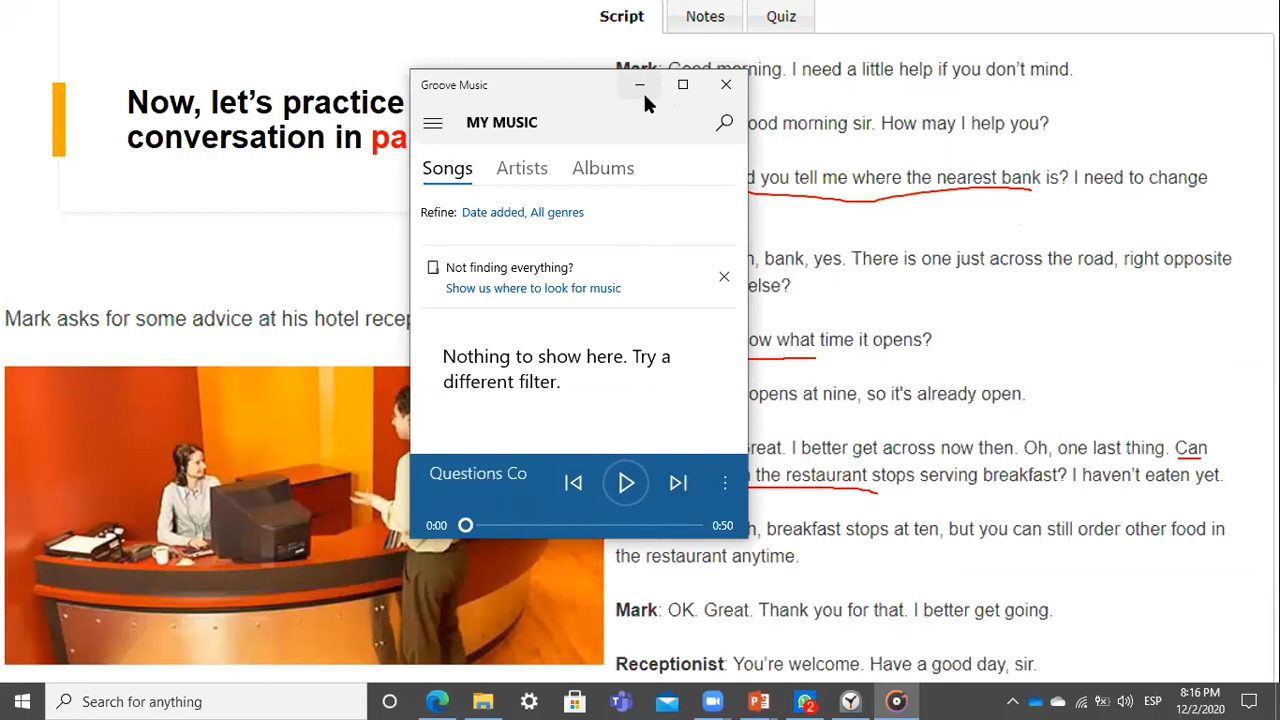 Script Notes Quiz
Now, let's practice
conversation in pa
Mark asks for some advice at his hotel recep
Groove Music
MY MUSIC
Songs Artists Albums
Refine: Date added, All genres
Not finding everything?
Show us where to look for music
Nothing to show here. Try a
different filter.
Questions Co
0:00 0:50
Mark: Good morning. I need a little help if you don't mind.
ood morning sir. How may I help you?
d you tell me where the nearest bank is? I need to change
, bank, yes. There is one just across the road, right opposite
else?
ow what time it opens?
opens at nine, so it's already open.
reat. I better get across now then. Oh, one last thing. Can
the restaurant stops serving breakfast? I haven't eaten yet.
h, breakfast stops at ten, but you can still order other food in
the restaurant anytime.
Mark: OK. Great. Thank you for that. I better get going.
Receptionist: You're welcome. Have a good day, sir.
Search for anything
2
ESP
8:16 PM
12/2/2020